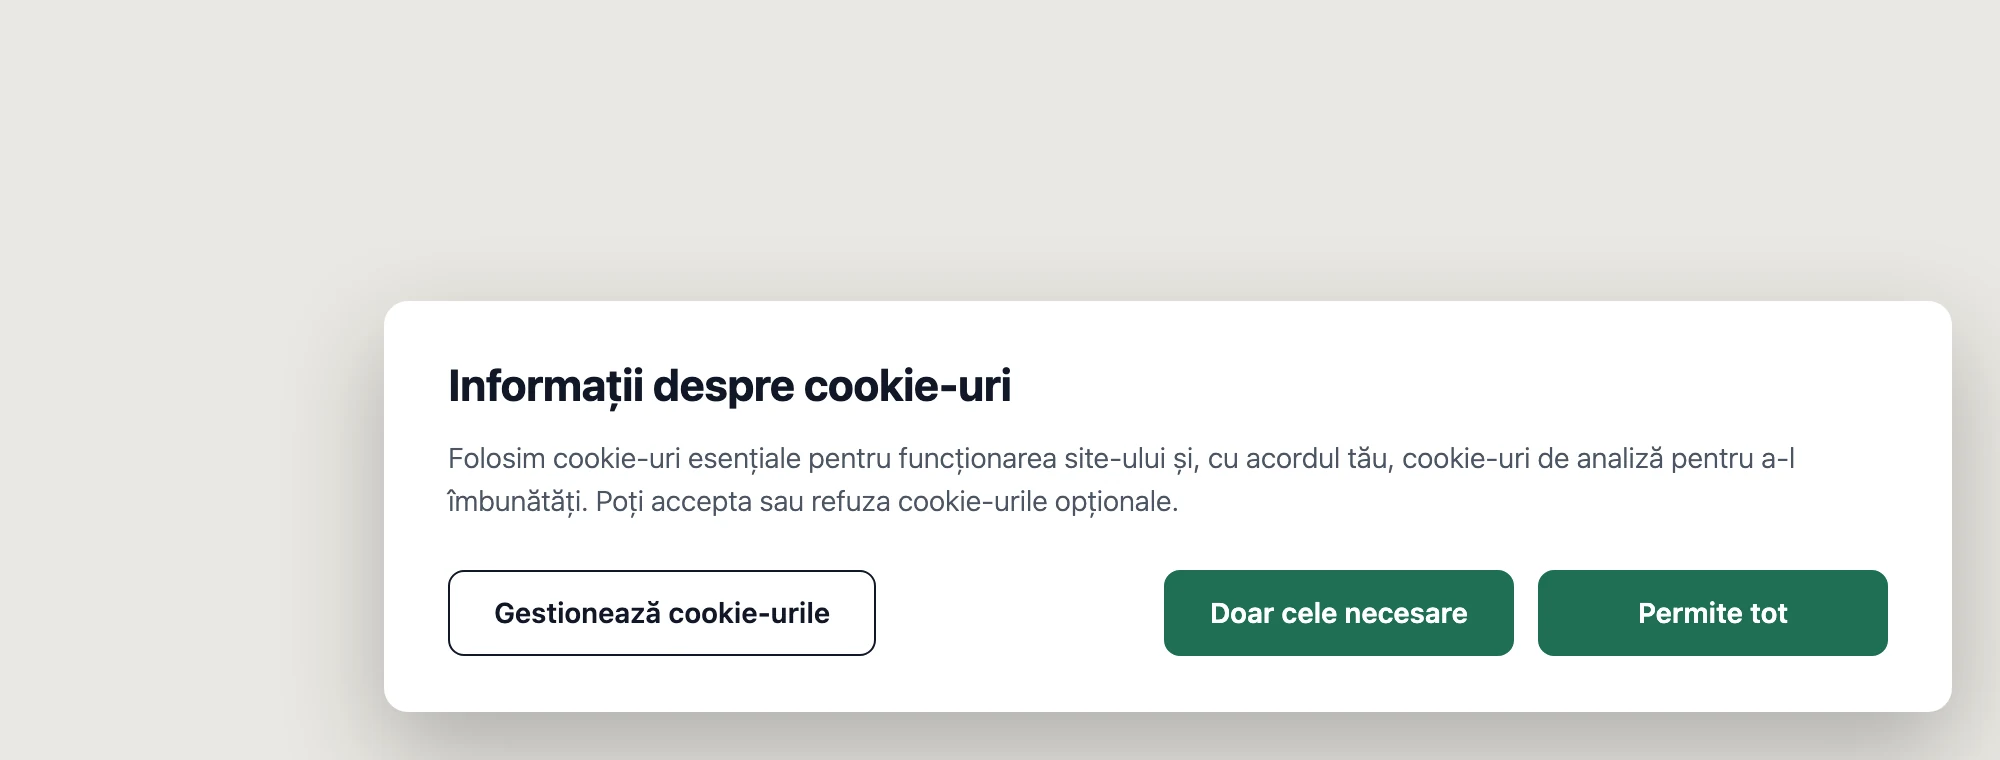 Informații despre cookie-uri
Folosim cookie-uri esențiale pentru funcționarea site-ului și, cu acordul tău, cookie-uri de analiză pentru a-l
îmbunătăți. Poți accepta sau refuza cookie-urile opționale.
Gestionează cookie-urile
Doar cele necesare
Permite tot